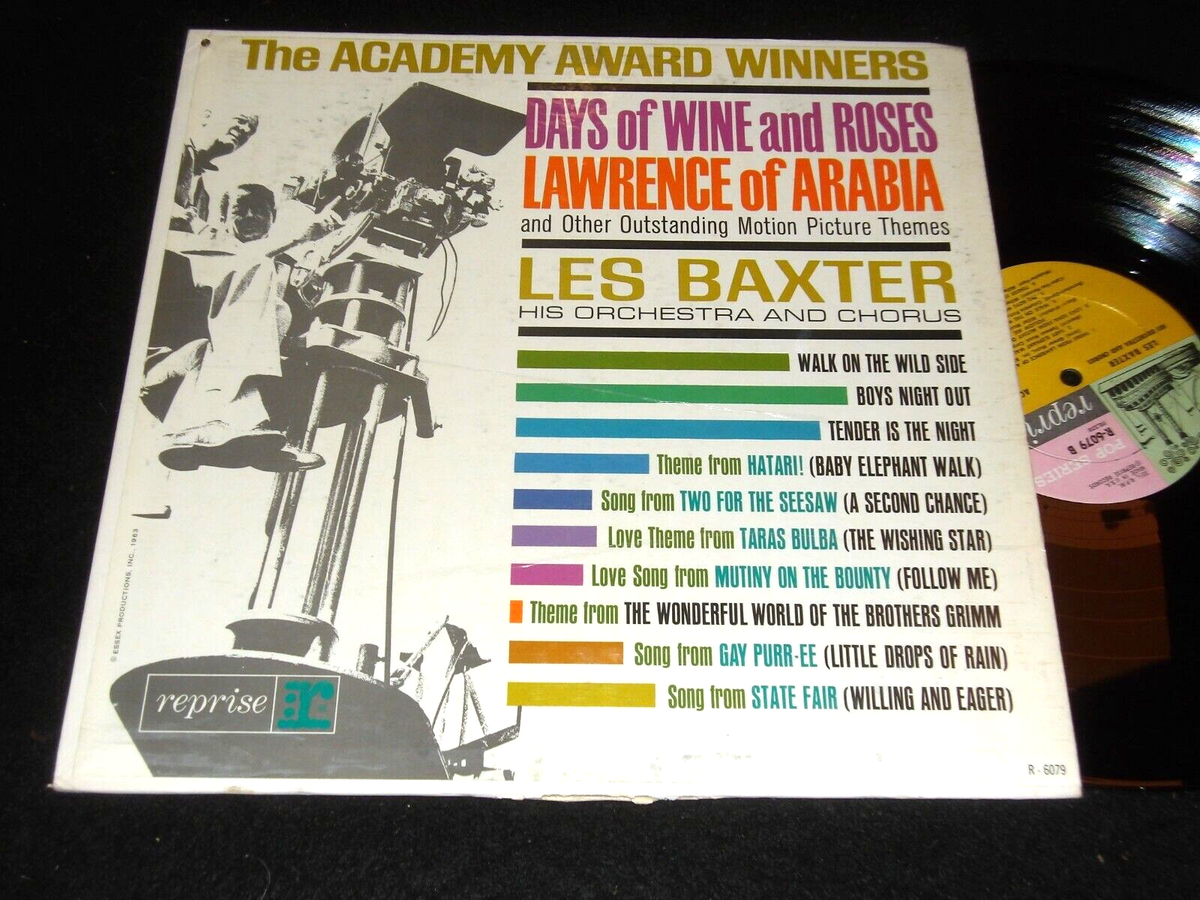 The ACADEMY AWARD WINNERS
DAYS of WINE and ROSES
LAWRENCE of ARABIA
and Other Outstanding Motion Picture Themes
LES BAXTER
HIS ORCHESTRA AND CHORUS
WALK ON THE WILD SIDE
BOYS NIGHT OUT
TENDER IS THE NIGHT
Theme from HATARI! (BABY ELEPHANT WALK)
Song from TWO FOR THE SEESAW (A SECOND CHANCE)
Love Theme from TARAS BULBA (THE WISHING STAR)
Love Song from MUTINY ON THE BOUNTY (FOLLOW ME)
Theme from THE WONDERFUL WORLD OF THE BROTHERS GRIMM
Song from GAY PURR-EE (LITTLE DROPS OF RAIN)
Song from STATE FAIR (WILLING AND EAGER)
© ESSEX PRODUCTIONS, INC. 1963
reprise r:
R - 6079
LES BAXTER
HIS ORCHESTRA AND CHORUS
repri
R-6079 B
POP SERIES